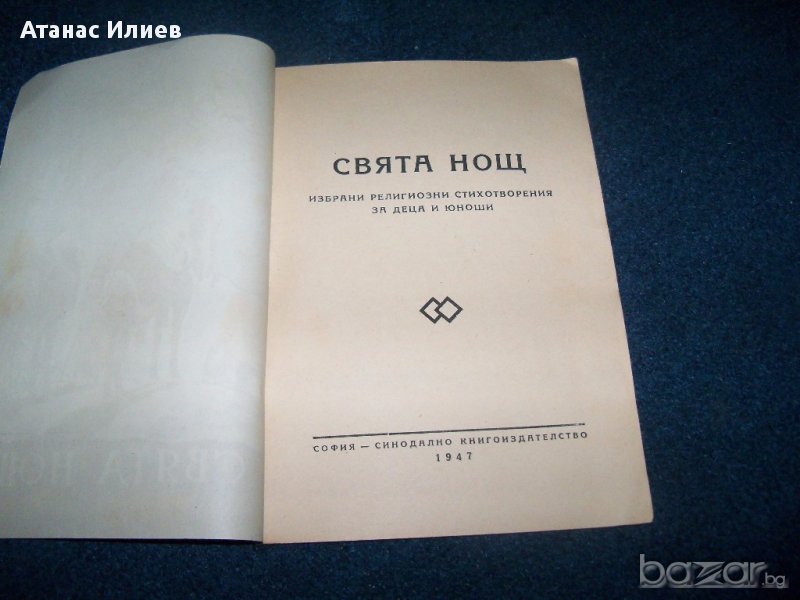 Атанас Илиев
СВЯТА НОЩ
ИЗБРАНИ РЕЛИГИОЗНИ СТИХОТВОРЕНИЯ
ЗА ДЕЦА И ЮНОШИ
СОФИЯ — СИНОДАЛНО КНИГОИЗДАТЕЛСТВО
1947
bazar.bg